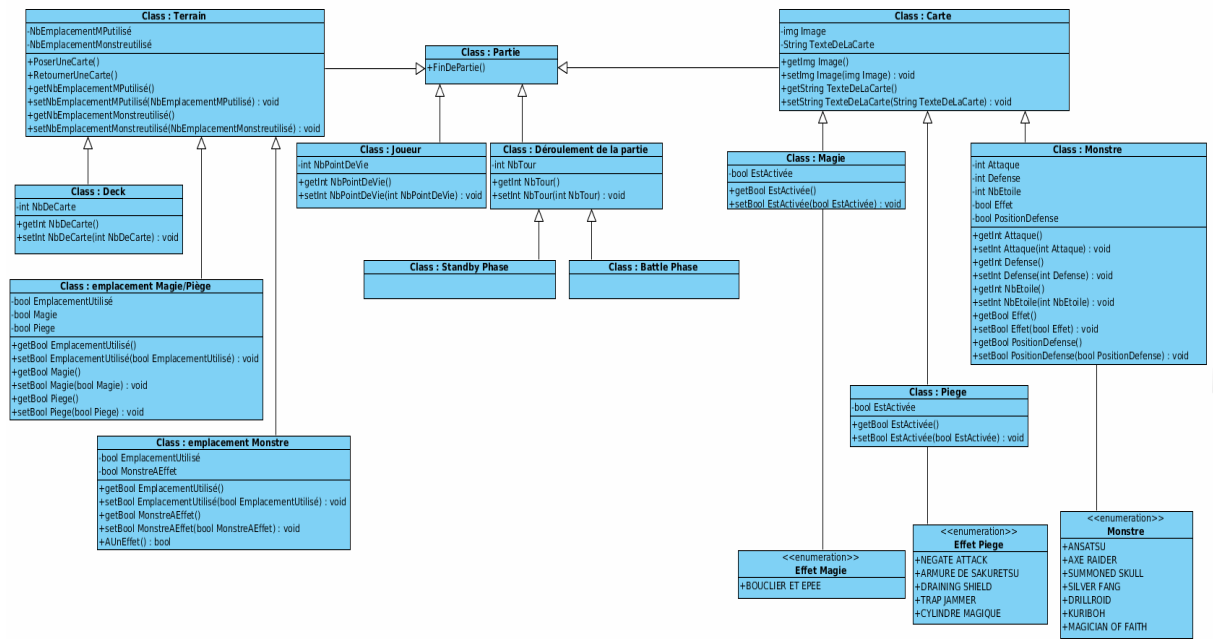 Class : Terrain
-NbEmplacementMPutilisé
-NbEmplacementMonstreutilisé
+PoserUneCarte()
+RetournerUneCarte()
+getNbEmplacementMPutilisé()
+setNbEmplacementMPutilisé(NbEmplacementMPutilisé) : void
+getNbEmplacementMonstreutilisé()
+setNbEmplacementMonstreutilisé(NbEmplacementMonstreutilisé) : void
Class : Partie
+FinDePartie()
Class : Carte
-img Image
-String TexteDeLaCarte
+getImg Image()
+setImg Image(img Image) : void
+getString TexteDeLaCarte()
+setString TexteDeLaCarte(String TexteDeLaCarte) : void
Class : Joueur
-int NbPointDeVie
+getInt NbPointDeVie()
+setInt NbPointDeVie(int NbPointDeVie) : void
Class : Déroulement de la partie
-int NbTour
+getInt NbTour()
+setInt NbTour(int NbTour) : void
Class : Magie
-bool EstActivée
+getBool EstActivée()
+setBool EstActivée(bool EstActivée) : void
Class : Monstre
-int Attaque
-int Defense
-int NbEtoile
-bool Effet
-bool PositionDefense
+getInt Attaque()
+setInt Attaque(int Attaque) : void
+getInt Defense()
+setInt Defense(int Defense) : void
+getInt NbEtoile()
+setInt NbEtoile(int NbEtoile) : void
+getBool Effet()
+setBool Effet(bool Effet) : void
+getBool PositionDefense()
+setBool PositionDefense(bool PositionDefense) : void
Class : Deck
-int NbDeCarte
+getInt NbDeCarte()
+setInt NbDeCarte(int NbDeCarte) : void
Class : Standby Phase
Class : Battle Phase
Class : emplacement Magie/Piège
-bool EmplacementUtilisé
-bool Magie
-bool Piege
+getBool EmplacementUtilisé()
+setBool EmplacementUtilisé(bool EmplacementUtilisé) : void
+getBool Magie()
+setBool Magie(bool Magie) : void
+getBool Piege()
+setBool Piege(bool Piege) : void
Class : Piege
-bool EstActivée
+getBool EstActivée()
+setBool EstActivée(bool EstActivée) : void
Class : emplacement Monstre
-bool EmplacementUtilisé
-bool MonstreAEffet
+getBool EmplacementUtilisé()
+setBool EmplacementUtilisé(bool EmplacementUtilisé) : void
+getBool MonstreAEffet()
+setBool MonstreAEffet(bool MonstreAEffet) : void
+AUnEffet() : bool
<<enumeration>>
Effet Magie
+BOUCLIER ET EPEE
<<enumeration>>
Effet Piege
+NEGATE ATTACK
+ARMURE DE SAKURETSU
+DRAINING SHIELD
+TRAP JAMMER
+CYLINDRE MAGIQUE
<<enumeration>>
Monstre
+ANSATSU
+AXE RAIDER
+SUMMONED SKULL
+SILVER FANG
+DRILLROID
+KURIBOH
+MAGICIAN OF FAITH